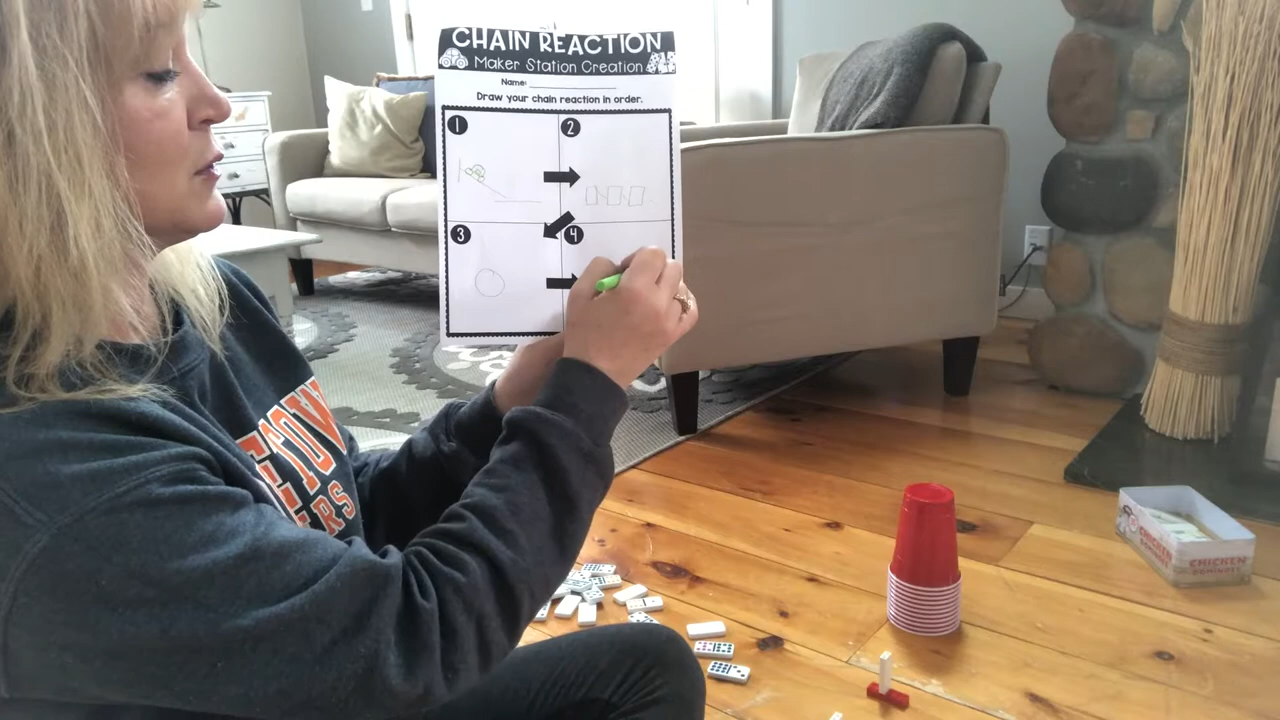 CHAIN REACTION
Maker Station Creation
Name:
Draw your chain reaction in order.
1
2
3
4
CHICKEN